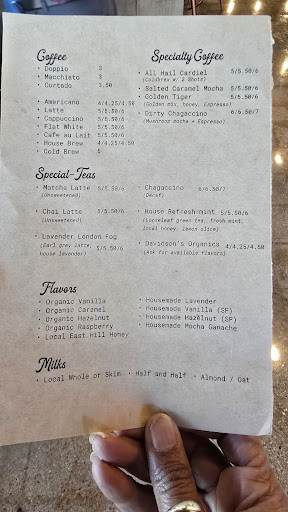 Coffee
• Doppio 3
• Macchiato 3
• Cortado 3.50
• Americano 4/4.25/4.50
• Latte 5/5.50/6
• Cappuccino 5/5.50/6
• Flat White 5/5.50/6
• Cafe au Lait 5/5.50/6
• House Brew 4/4.25/4.50
• Cold Brew 5
Specialty Coffee
• All Hail Cardiel 5/5.50/6
(Coldbrew w/ 2 Shots)
• Salted Caramel Mocha 5/5.50/6
• Golden Tiger 5/5.50/6
(Golden mix, honey, Espresso)
• Dirty Chagaccino 6/6.50/7
(Mushroom mocha + Espresso)
Special-Teas
• Matcha Latte 5/5.50/6
(Unsweetened)
• Chai Latte 5/5.50/6
(Unsweetened)
• Lavender London Fog
(Earl grey latte, 5/5.50/6
house lavender)
• Chagaccino 6/6.50/7
(Decaf)
• House Refresh-mint 5/5.50/6
(Looseleaf green tea, fresh mint,
local honey, lemon slice)
• Davidson's Organics 4/4.25/4.50
(ask for available flavors)
Flavors
• Organic Vanilla
• Organic Caramel
• Organic Hazelnut
• Organic Raspberry
• Local East Hill Honey
• Housemade Lavender
• Housemade Vanilla (SF)
• Housemade Hazelnut (SF)
• Housemade Mocha Ganache
Milks
• Local Whole or Skim • Half and Half • Almond / Oat